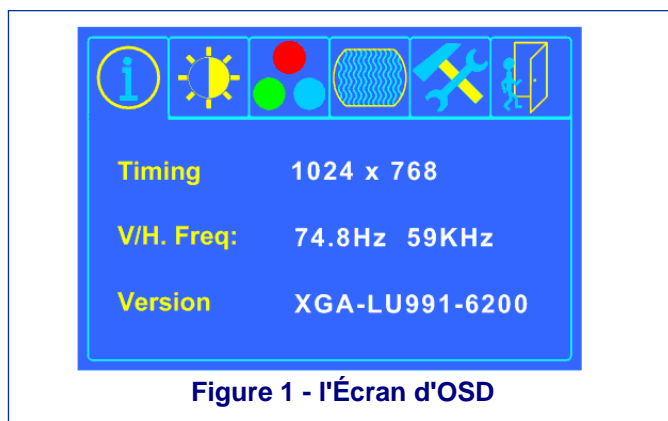 Timing 1024 x 768
V/H. Freq: 74.8Hz 59KHz
Version XGA-LU991-6200
Figure 1 - l'Écran d'OSD